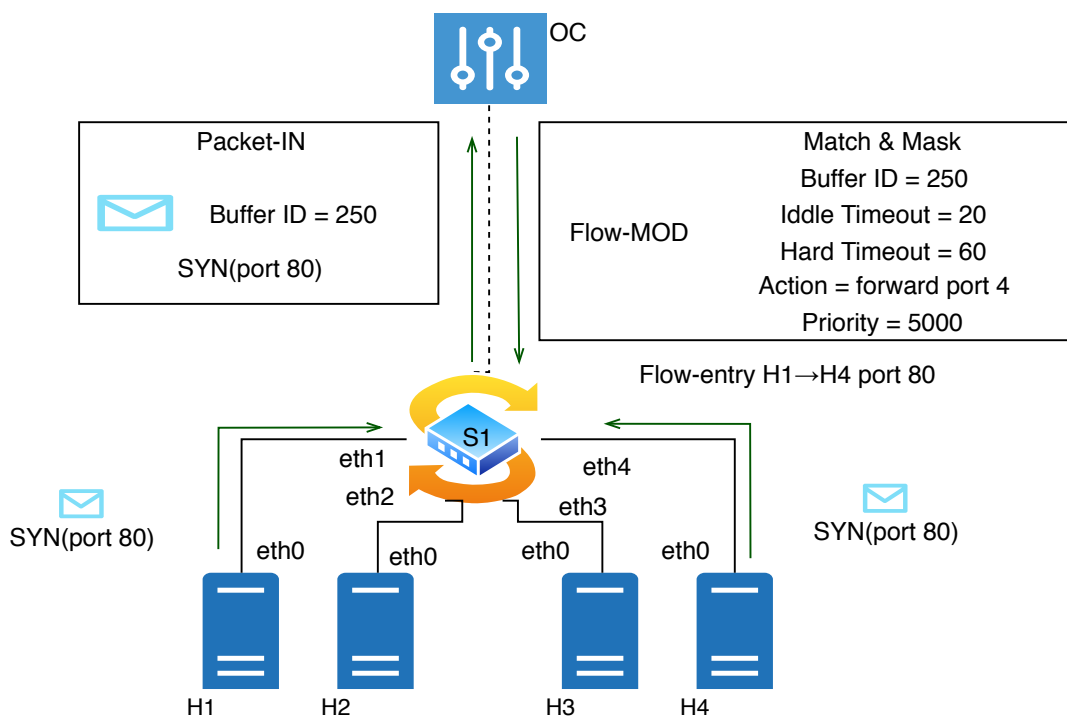 OC
Packet-IN
Buffer ID = 250
SYN(port 80)
Flow-MOD
Match & Mask
Buffer ID = 250
Iddle Timeout = 20
Hard Timeout = 60
Action = forward port 4
Priority = 5000
Flow-entry H1→H4 port 80
S1
eth1
eth2
eth3
eth4
SYN(port 80)
SYN(port 80)
eth0
eth0
eth0
eth0
H1
H2
H3
H4